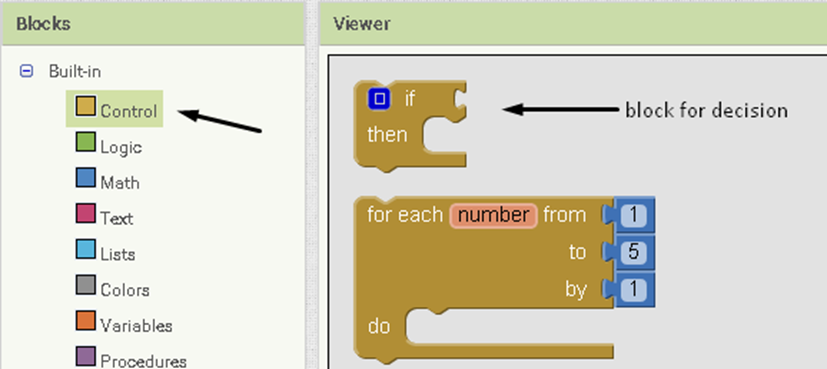 Blocks
Built-in
Control
Logic
Math
Text
Lists
Colors
Variables
Procedures
Viewer
if
then
block for decision
for each number from 1
to 5
by 1
do